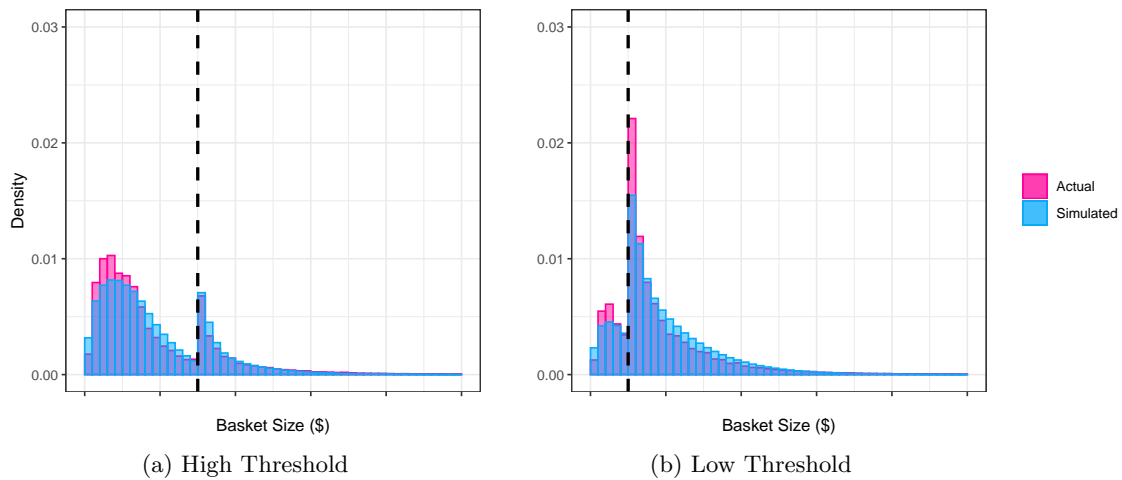 0.03
0.02
0.01
0.00
Density
Basket Size ($)
(a) High Threshold
0.03
0.02
0.01
0.00
Basket Size ($)
(b) Low Threshold
Actual
Simulated